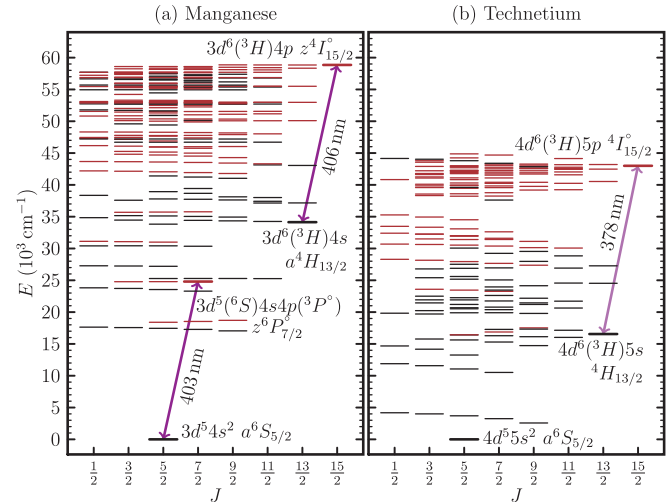 (a) Manganese
(b) Technetium
3d⁶(³H)4p z⁴I°₁₅/₂
406 nm
3d⁶(³H)4s
a⁴H₁₃/₂
3d⁵(⁶S)4s4p(³P°)
z⁶P°₇/₂
403 nm
3d⁵4s² a⁶S₅/₂
4d⁶(³H)5p ⁴I°₁₅/₂
378 nm
4d⁶(³H)5s
⁴H₁₃/₂
4d⁵5s² a⁶S₅/₂
E (10³ cm⁻¹)
60
55
50
45
40
35
30
25
20
15
10
5
0
1/2 3/2 5/2 7/2 9/2 11/2 13/2 15/2
J
1/2 3/2 5/2 7/2 9/2 11/2 13/2 15/2
J